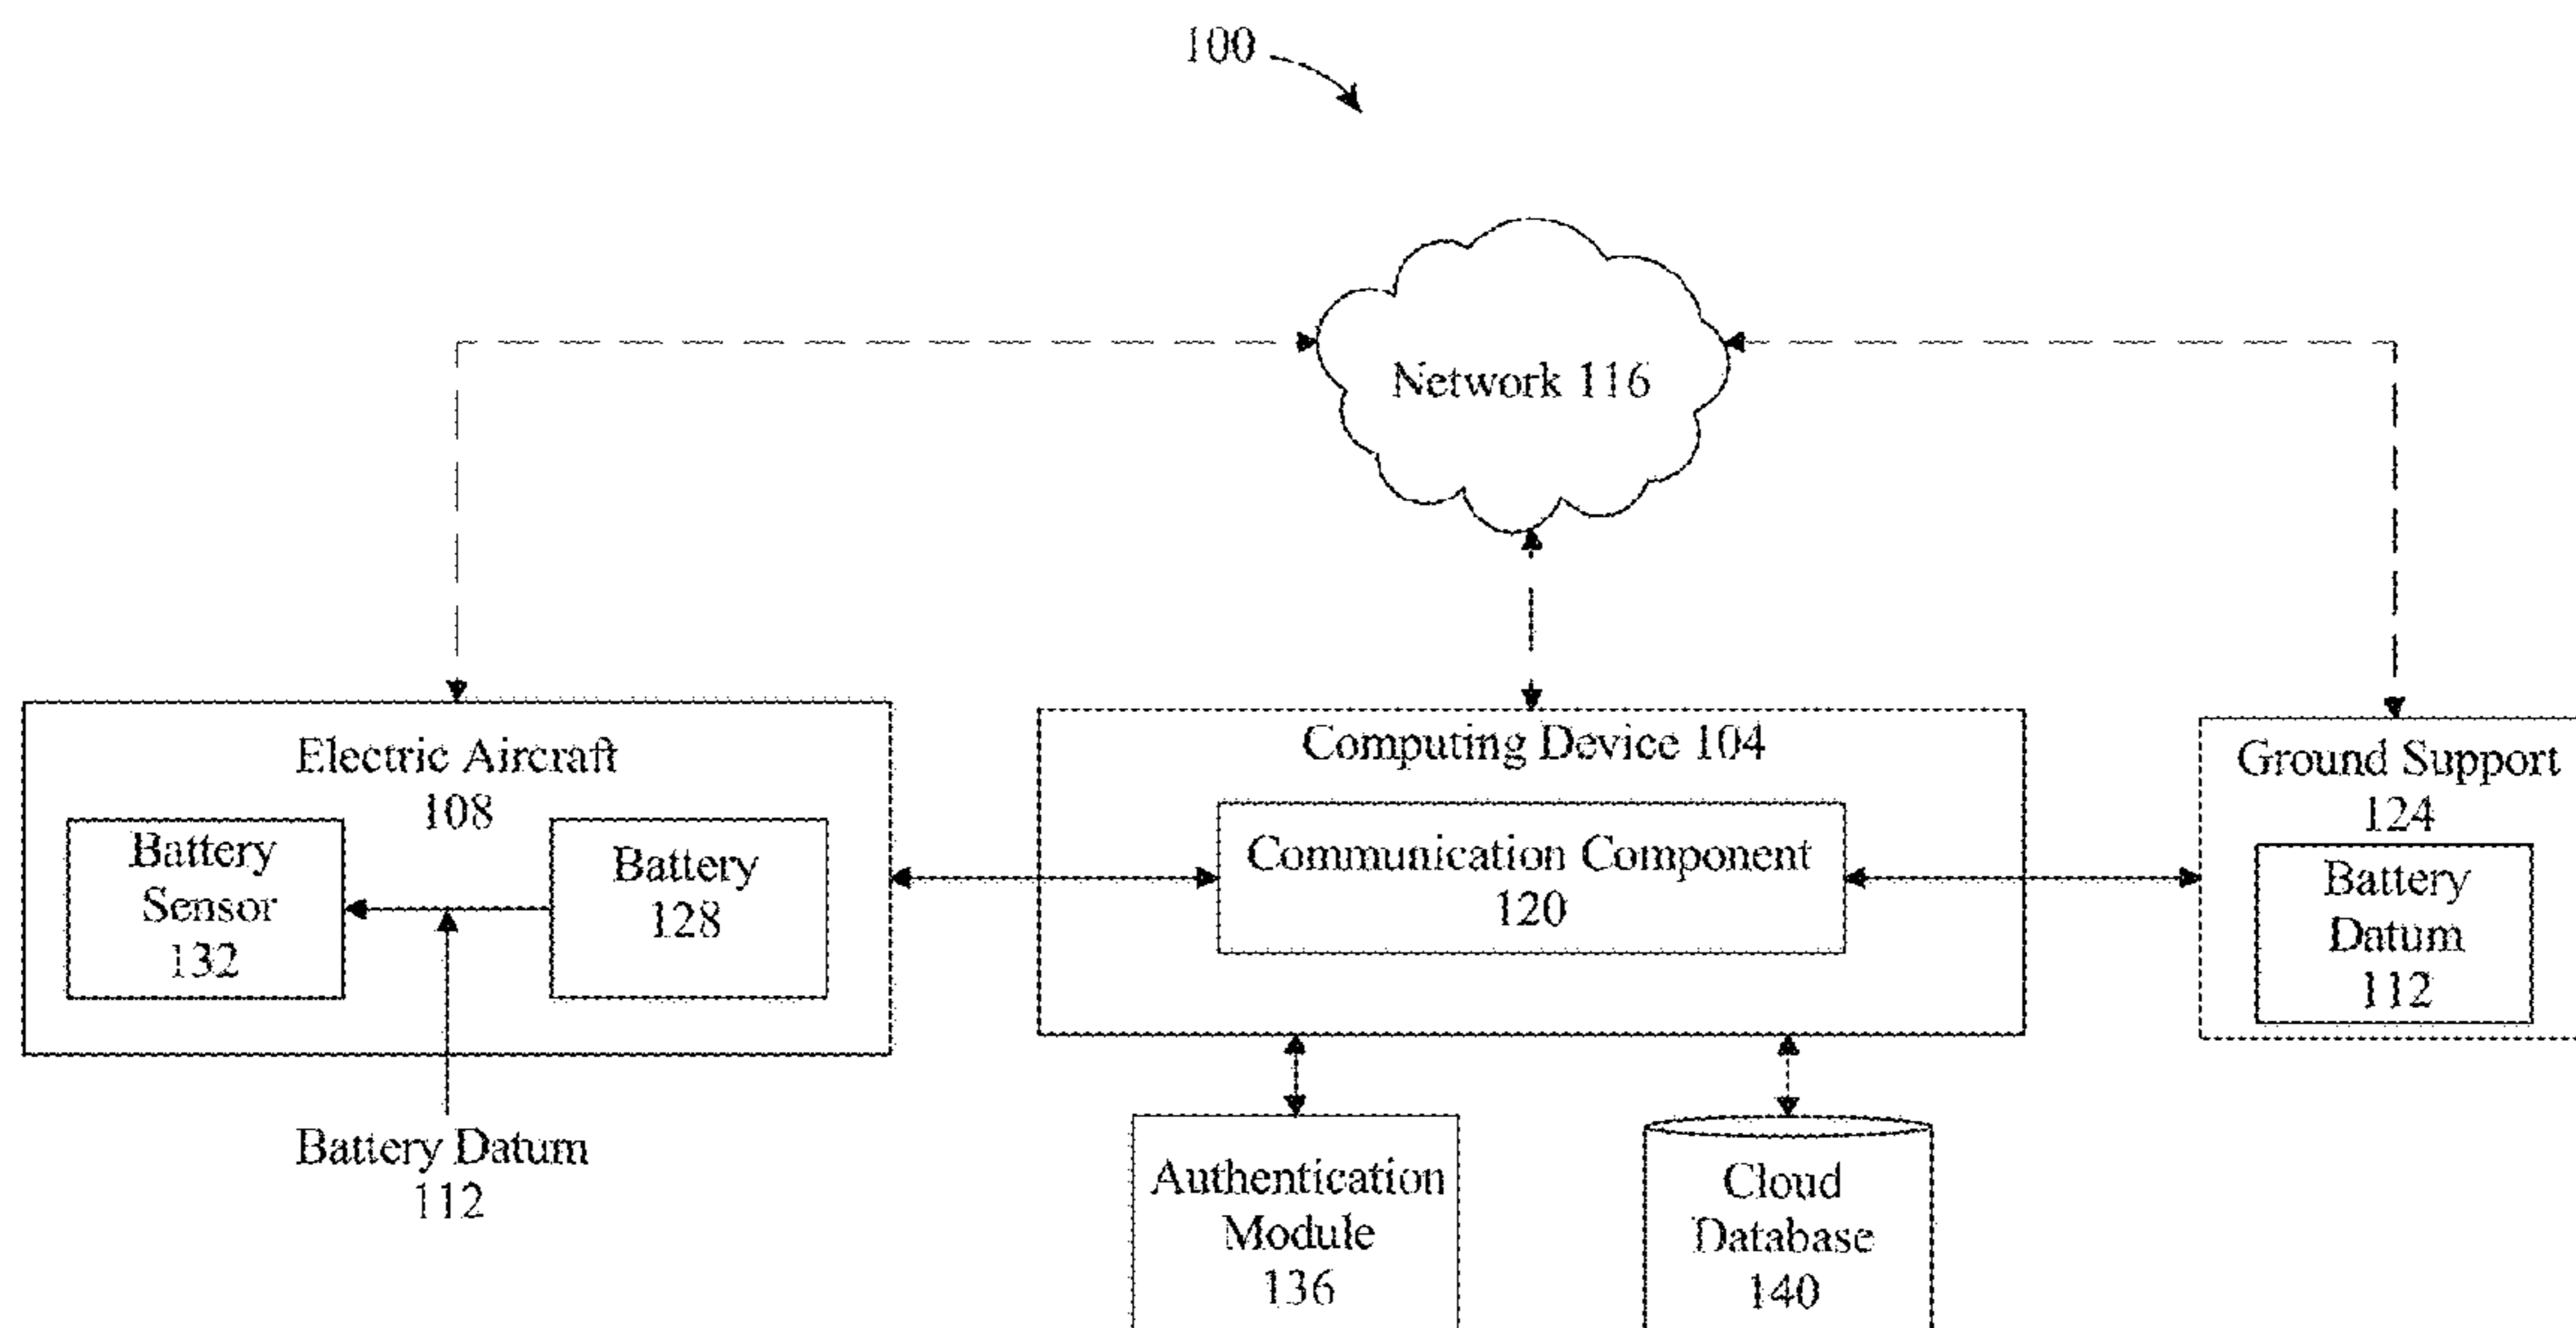 100
Network 116
Electric Aircraft
108
Battery
Sensor
132
Battery
128
Battery Datum
112
Computing Device 104
Communication Component
120
Ground Support
124
Battery
Datum
112
Authentication
Module
136
Cloud
Database
140